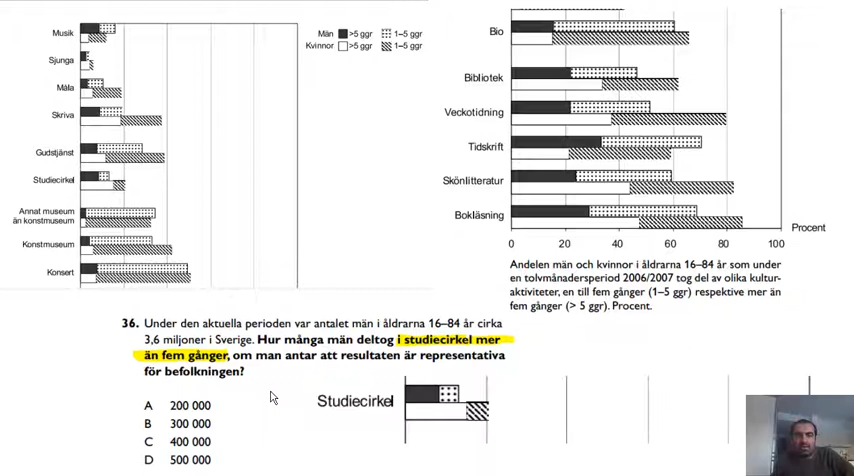 Musik
Sjunga
Måla
Skriva
Gudstjänst
Studiecirkel
Annat museum
än konstmuseum
Konstmuseum
Konsert
Män >5 ggr 1–5 ggr
Kvinnor >5 ggr 1–5 ggr
Bio
Bibliotek
Veckotidning
Tidskrift
Skönlitteratur
Bokläsning
Procent
0 20 40 60 80 100
Andelen män och kvinnor i åldrarna 16–84 år som under
en tolvmånadersperiod 2006/2007 tog del av olika kultur-
aktiviteter, en till fem gånger (1–5 ggr) respektive mer än
fem gånger (> 5 ggr). Procent.
36. Under den aktuella perioden var antalet män i åldrarna 16–84 år cirka
3,6 miljoner i Sverige. Hur många män deltog i studiecirkel mer
än fem gånger, om man antar att resultaten är representativa
för befolkningen?
A 200 000
B 300 000
C 400 000
D 500 000
Studiecirkel